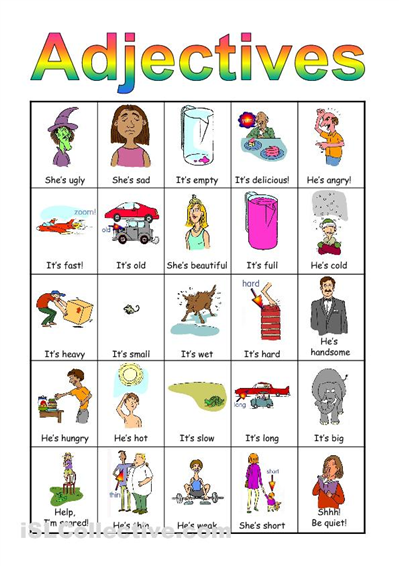 Adjectives
She's ugly
She's sad
It's empty
It's delicious!
He's angry!
zoom!
old
It's fast!
It's old
She's beautiful
It's full
He's cold
hard
It's heavy
It's small
It's wet
It's hard
He's
handsome
long
He's hungry
He's hot
It's slow
It's long
It's big
thin
short
Help,
I'm scared!
He's thin
He's weak
She's short
Shhh!
Be quiet!
iSLCollective.com